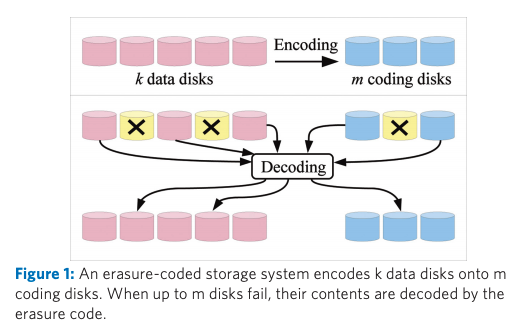 Encoding
k data disks
m coding disks
Decoding
Figure 1: An erasure-coded storage system encodes k data disks onto m
coding disks. When up to m disks fail, their contents are decoded by the
erasure code.